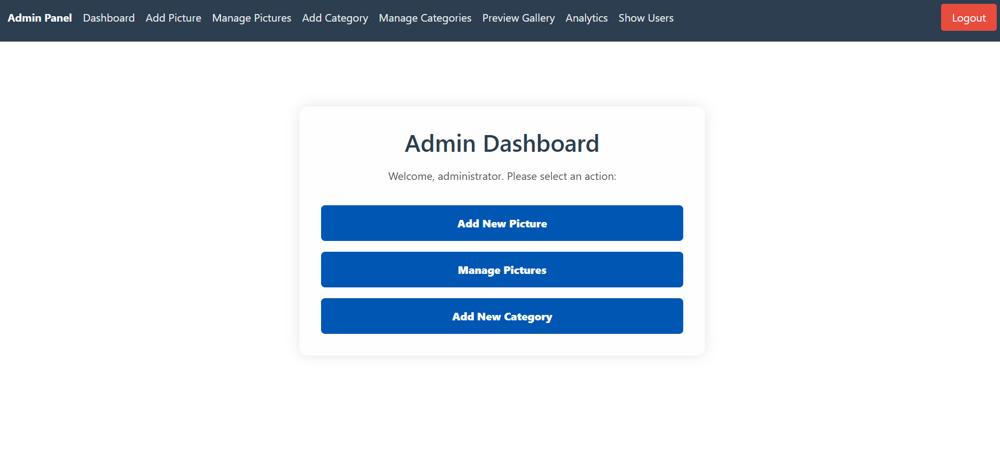 Admin Panel Dashboard Add Picture Manage Pictures Add Category Manage Categories Preview Gallery Analytics Show Users Logout
Admin Dashboard
Welcome, administrator. Please select an action:
Add New Picture
Manage Pictures
Add New Category